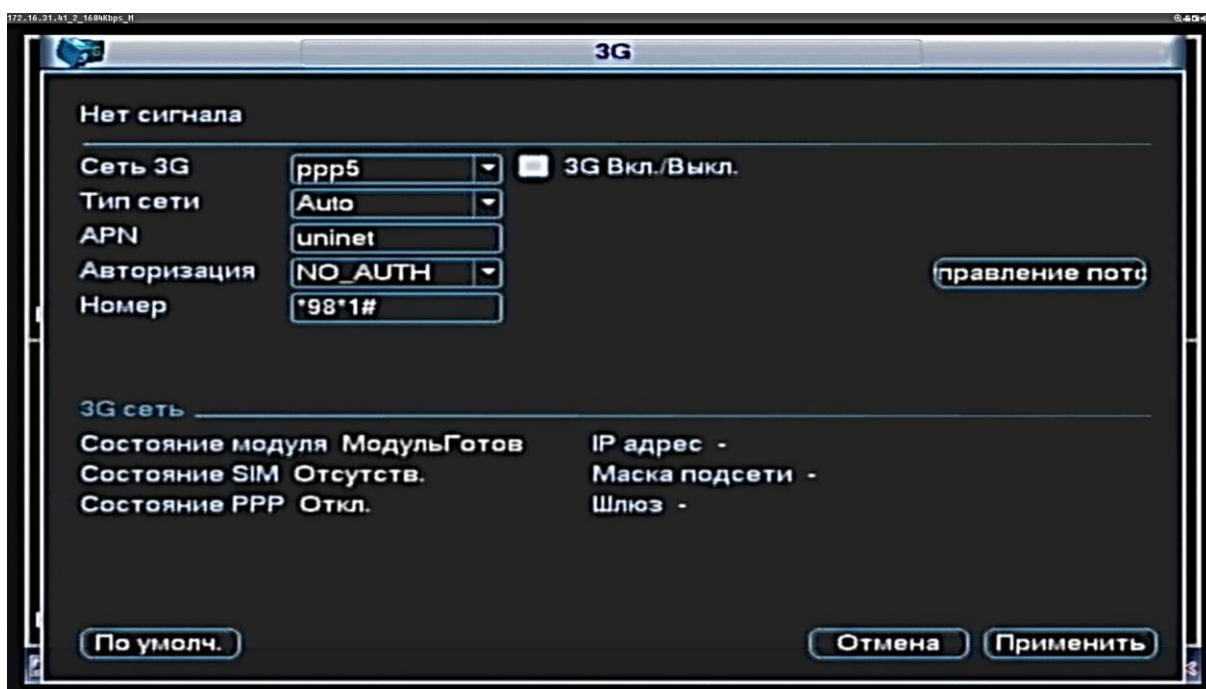 172.16.31.41_2_1684Kbps_M
3G
Нет сигнала
Сеть 3G ppp5 3G Вкл./Выкл.
Тип сети Auto
APN uninet
Авторизация NO_AUTH правление пото
Номер *98*1#
3G сеть
Состояние модуля МодульГотов IP адрес -
Состояние SIM Отсутств. Маска подсети -
Состояние PPP Откл. Шлюз -
По умолч. Отмена Применить